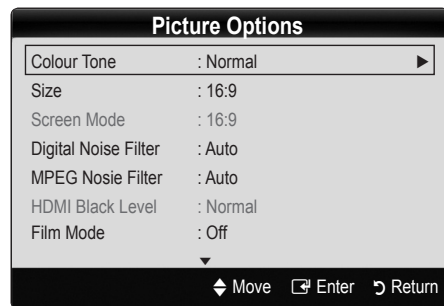 Picture Options
Colour Tone : Normal
Size : 16:9
Screen Mode : 16:9
Digital Noise Filter : Auto
MPEG Nosie Filter : Auto
HDMI Black Level : Normal
Film Mode : Off
Move Enter Return